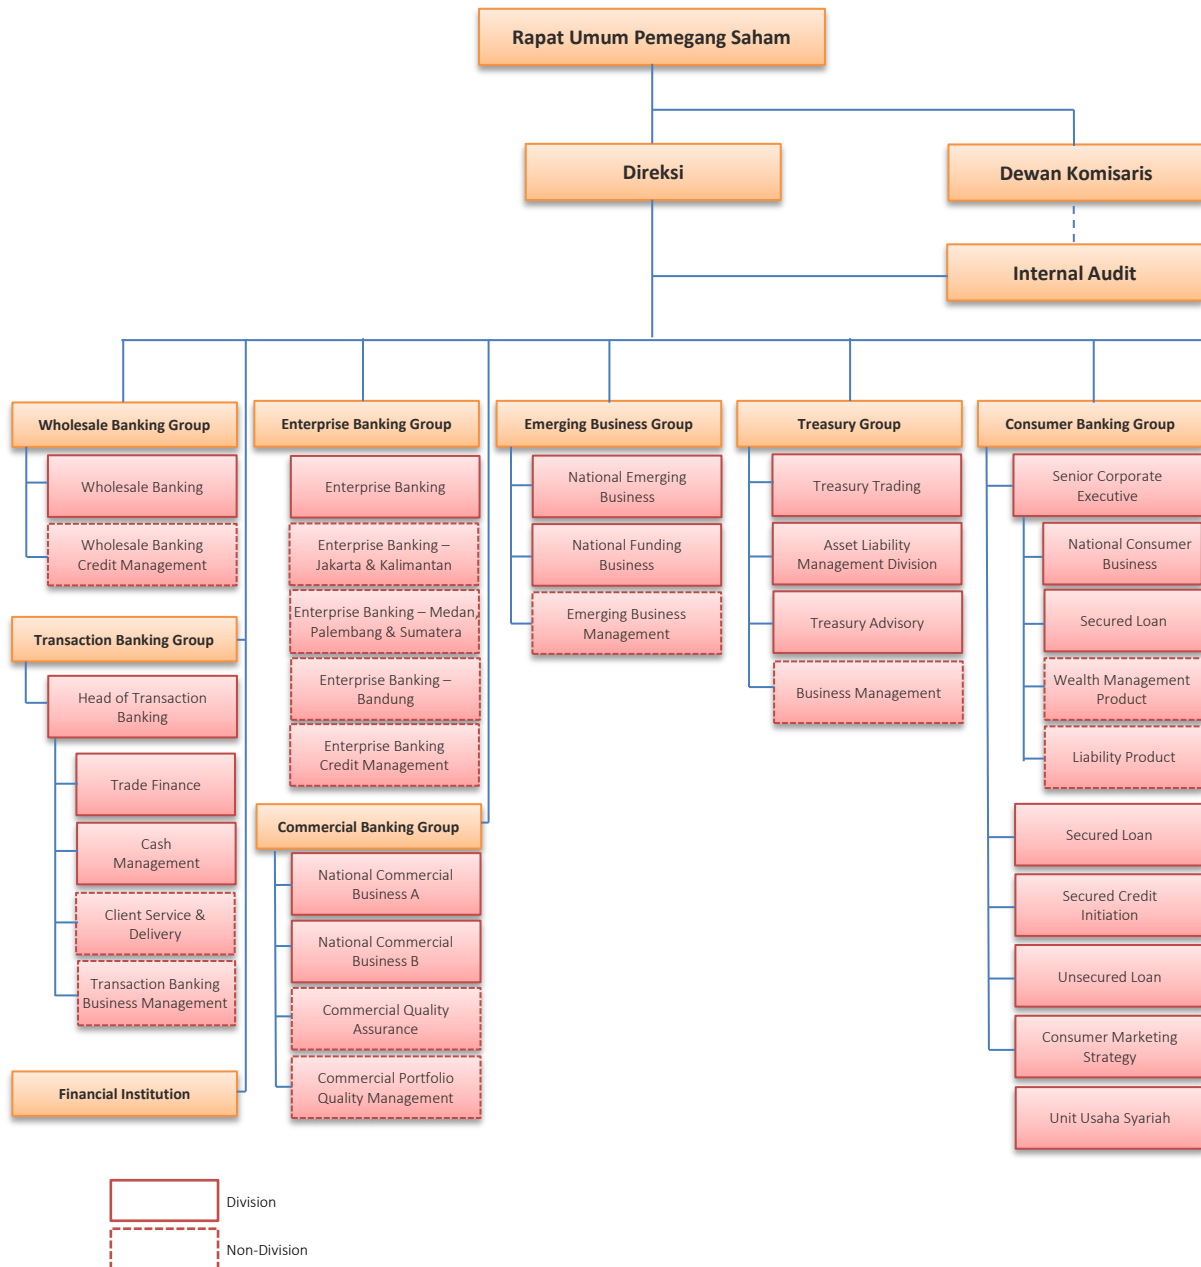 Rapat Umum Pemegang Saham
Direksi
Dewan Komisaris
Internal Audit
Wholesale Banking Group
Wholesale Banking
Wholesale Banking
Credit Management
Transaction Banking Group
Head of Transaction
Banking
Trade Finance
Cash
Management
Client Service &
Delivery
Transaction Banking
Business Management
Financial Institution
Enterprise Banking Group
Enterprise Banking
Enterprise Banking –
Jakarta & Kalimantan
Enterprise Banking – Medan,
Palembang & Sumatera
Enterprise Banking –
Bandung
Enterprise Banking
Credit Management
Commercial Banking Group
National Commercial
Business A
National Commercial
Business B
Commercial Quality
Assurance
Commercial Portfolio
Quality Management
Emerging Business Group
National Emerging
Business
National Funding
Business
Emerging Business
Management
Treasury Group
Treasury Trading
Asset Liability
Management Division
Treasury Advisory
Business Management
Consumer Banking Group
Senior Corporate
Executive
National Consumer
Business
Secured Loan
Wealth Management
Product
Liability Product
Secured Loan
Secured Credit
Initiation
Unsecured Loan
Consumer Marketing
Strategy
Unit Usaha Syariah
Division
Non-Division